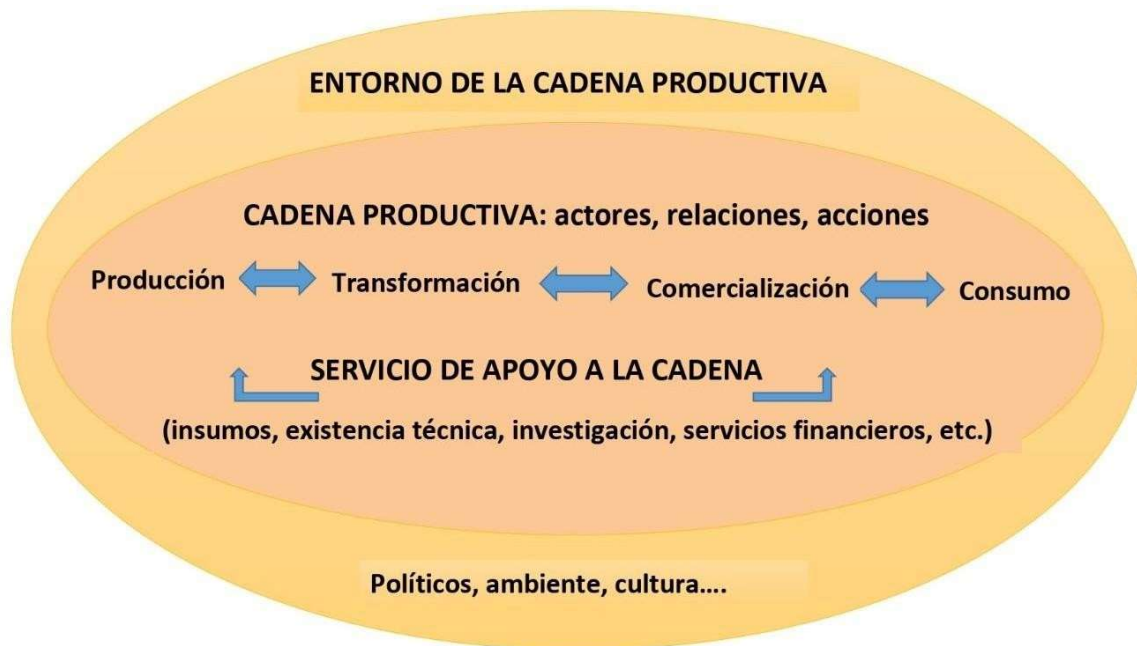 ENTORNO DE LA CADENA PRODUCTIVA
CADENA PRODUCTIVA: actores, relaciones, acciones
Producción Transformación Comercialización Consumo
SERVICIO DE APOYO A LA CADENA
(insumos, existencia técnica, investigación, servicios financieros, etc.)
Políticos, ambiente, cultura….